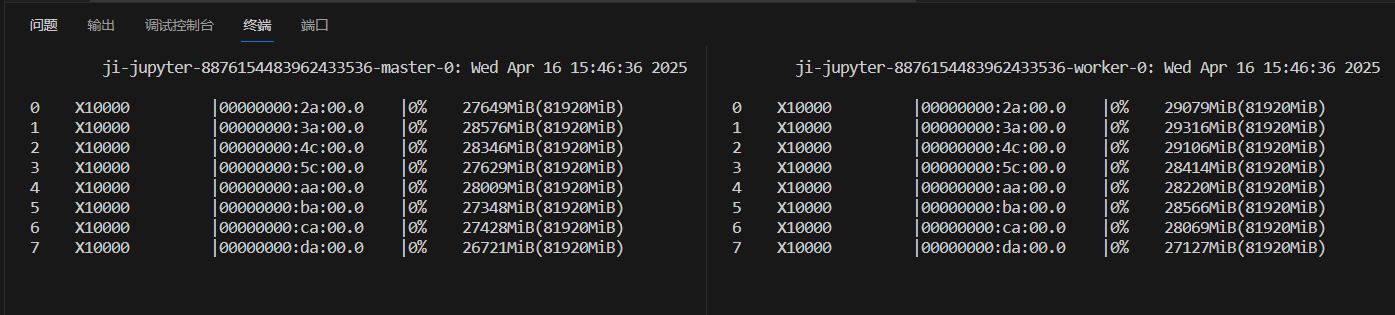 问题 输出 调试控制台 终端 端口
ji-jupyter-8876154483962433536-master-0: Wed Apr 16 15:46:36 2025
0 X10000 |00000000:2a:00.0 |0% 27649MiB(81920MiB)
1 X10000 |00000000:3a:00.0 |0% 28576MiB(81920MiB)
2 X10000 |00000000:4c:00.0 |0% 28346MiB(81920MiB)
3 X10000 |00000000:5c:00.0 |0% 27629MiB(81920MiB)
4 X10000 |00000000:aa:00.0 |0% 28009MiB(81920MiB)
5 X10000 |00000000:ba:00.0 |0% 27348MiB(81920MiB)
6 X10000 |00000000:ca:00.0 |0% 27428MiB(81920MiB)
7 X10000 |00000000:da:00.0 |0% 26721MiB(81920MiB)
ji-jupyter-8876154483962433536-worker-0: Wed Apr 16 15:46:36 2025
0 X10000 |00000000:2a:00.0 |0% 29079MiB(81920MiB)
1 X10000 |00000000:3a:00.0 |0% 29316MiB(81920MiB)
2 X10000 |00000000:4c:00.0 |0% 29106MiB(81920MiB)
3 X10000 |00000000:5c:00.0 |0% 28414MiB(81920MiB)
4 X10000 |00000000:aa:00.0 |0% 28220MiB(81920MiB)
5 X10000 |00000000:ba:00.0 |0% 28566MiB(81920MiB)
6 X10000 |00000000:ca:00.0 |0% 28069MiB(81920MiB)
7 X10000 |00000000:da:00.0 |0% 27127MiB(81920MiB)